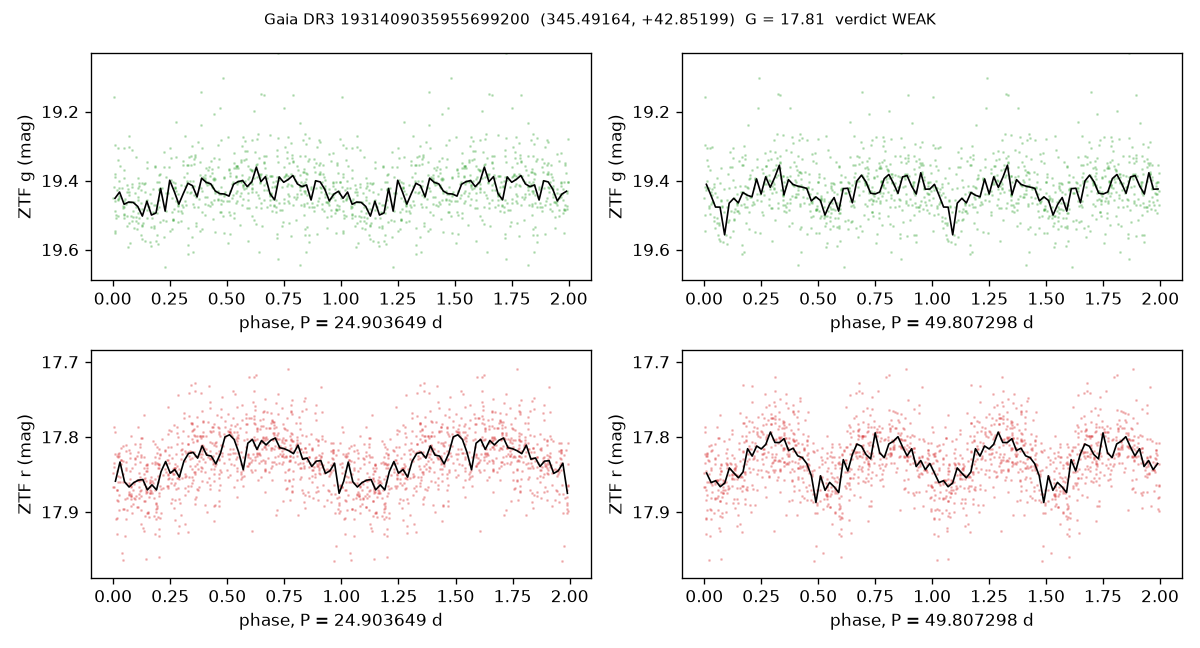 Gaia DR3 1931409035955699200 (345.49164, +42.85199) G = 17.81 verdict WEAK
ZTF g (mag)
19.2
19.4
19.6
0.00 0.25 0.50 0.75 1.00 1.25 1.50 1.75 2.00
phase, P = 24.903649 d
ZTF g (mag)
19.2
19.4
19.6
0.00 0.25 0.50 0.75 1.00 1.25 1.50 1.75 2.00
phase, P = 49.807298 d
ZTF r (mag)
17.7
17.8
17.9
0.00 0.25 0.50 0.75 1.00 1.25 1.50 1.75 2.00
phase, P = 24.903649 d
ZTF r (mag)
17.7
17.8
17.9
0.00 0.25 0.50 0.75 1.00 1.25 1.50 1.75 2.00
phase, P = 49.807298 d